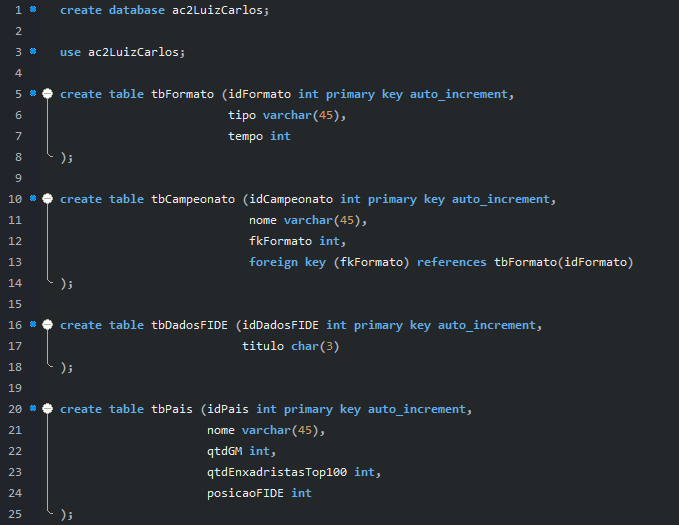 1 create database ac2LuizCarlos;
2
3 use ac2LuizCarlos;
4
5 create table tbFormato (idFormato int primary key auto_increment,
6 tipo varchar(45),
7 tempo int
8 );
9
10 create table tbCampeonato (idCampeonato int primary key auto_increment,
11 nome varchar(45),
12 fkFormato int,
13 foreign key (fkFormato) references tbFormato(idFormato)
14 );
15
16 create table tbDadosFIDE (idDadosFIDE int primary key auto_increment,
17 titulo char(3)
18 );
19
20 create table tbPais (idPais int primary key auto_increment,
21 nome varchar(45),
22 qtdGM int,
23 qtdEnxadristasTop100 int,
24 posicaoFIDE int
25 );